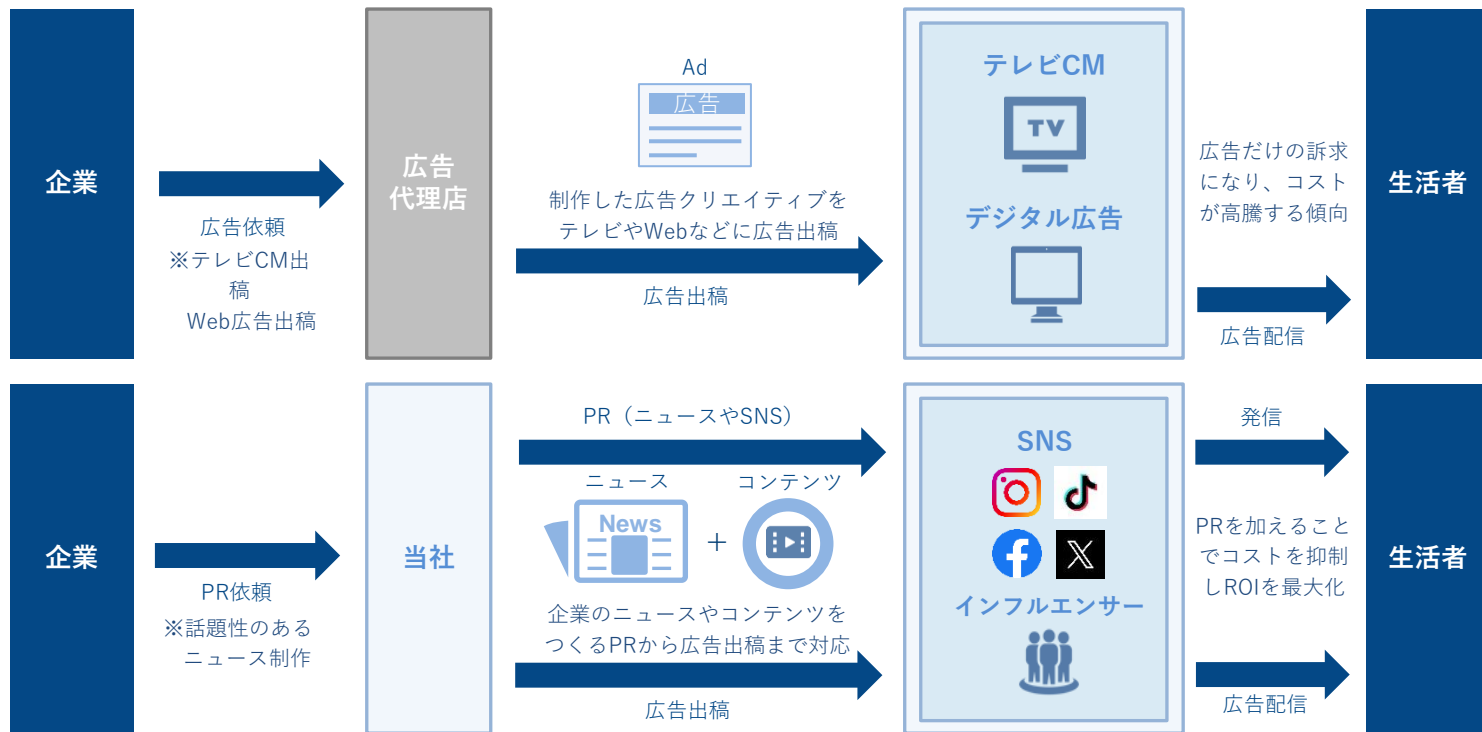 企業
広告依頼
※テレビCM出
稿
Web広告出稿
広告
代理店
Ad
広告
制作した広告クリエイティブを
テレビやWebなどに広告出稿
広告出稿
テレビCM
TV
デジタル広告
広告だけの訴求
になり、コスト
が高騰する傾向
広告配信
生活者
企業
PR依頼
※話題性のある
ニュース制作
当社
PR（ニュースやSNS）
ニュース
コンテンツ
News
+
企業のニュースやコンテンツを
つくるPRから広告出稿まで対応
広告出稿
SNS
インフルエンサー
発信
PRを加えること
でコストを抑制
しROIを最大化
広告配信
生活者